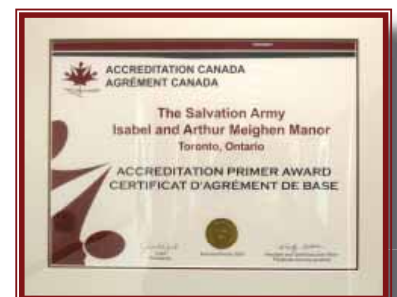 ACCREDITATION CANADA
AGRÉMENT CANADA
The Salvation Army
Isabel and Arthur Meighen Manor
Toronto, Ontario
ACCREDITATION PRIMER AWARD
CERTIFICAT D'AGRÉMENT DE BASE